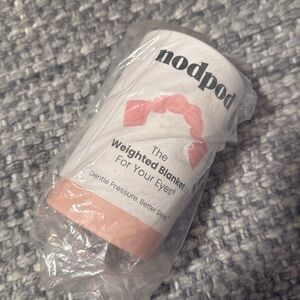 nodpod
The
Weighted Blanket
For Your Eyes®
Gentle Pressure. Better Sleep.